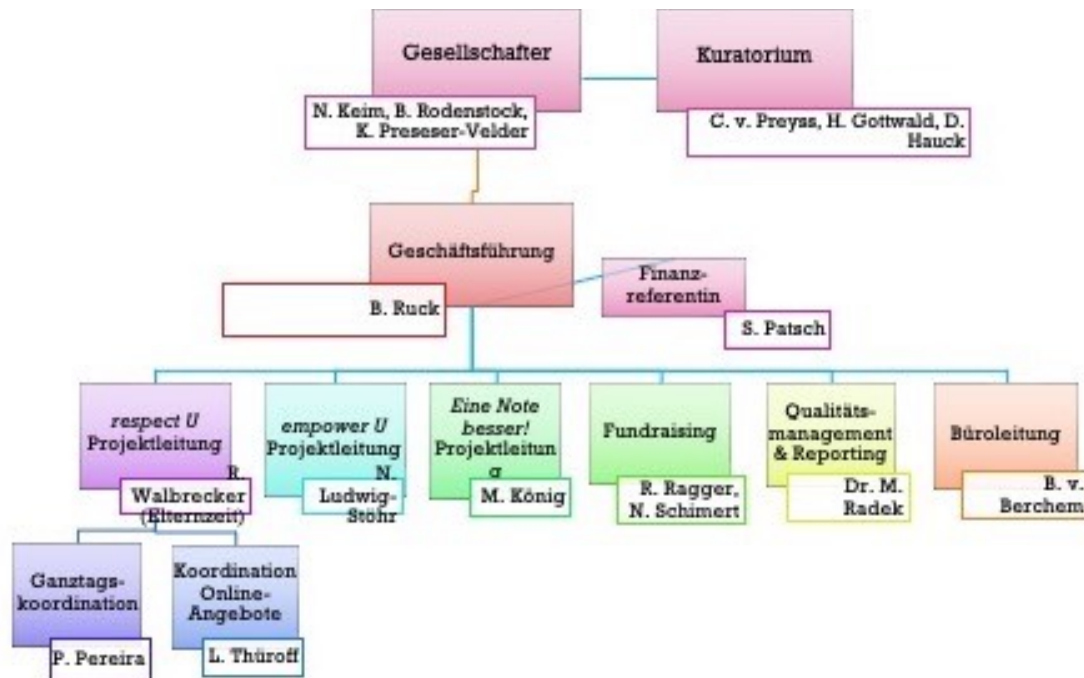 Gesellschafter
N. Keim, B. Rodenstock,
K. Preseser-Velder
Kuratorium
C. v. Preyss, H. Gottwald, D.
Hauck
Geschäftsführung
B. Ruck
Finanz-
referentin
S. Patsch
respect U
Projektleitung
R.
Walbrecker
(Elternzeit)
empower U
Projektleitung
N.
Ludwig-
Stöhr
Eine Note
besser!
Projektleitun
g
M. König
Fundraising
R. Ragger,
N. Schimert
Qualitäts-
management
& Reporting
Dr. M.
Radek
Büroleitung
B. v.
Berchem
Ganztags-
koordination
P. Pereira
Koordination
Online-
Angebote
L. Thüroff